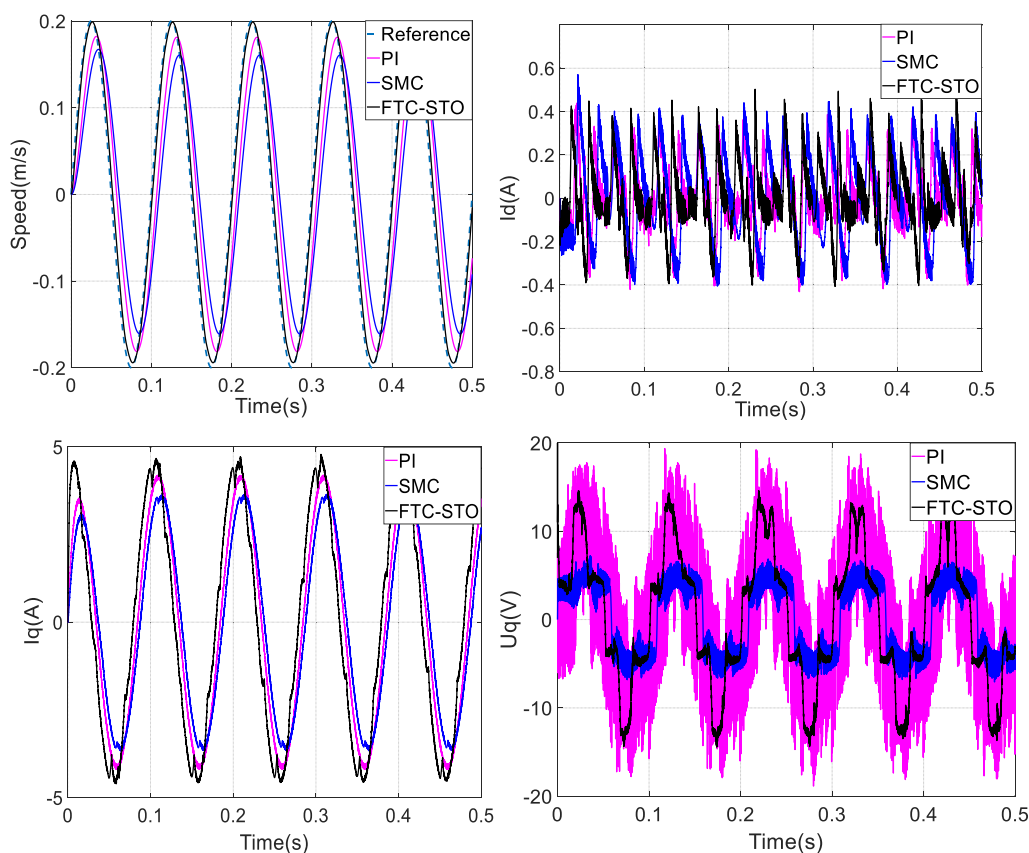 0.2
0.1
0
-0.1
-0.2
Speed(m/s)
Reference
PI
SMC
FTC-STO
0
0.1
0.2
0.3
0.4
0.5
Time(s)
0.6
0.4
0.2
0
-0.2
-0.4
-0.6
-0.8
Id(A)
PI
SMC
FTC-STO
0
0.1
0.2
0.3
0.4
0.5
Time(s)
5
0
-5
Iq(A)
PI
SMC
FTC-STO
0
0.1
0.2
0.3
0.4
0.5
Time(s)
20
10
0
-10
-20
Uq(V)
PI
SMC
FTC-STO
0
0.1
0.2
0.3
0.4
0.5
Time(s)